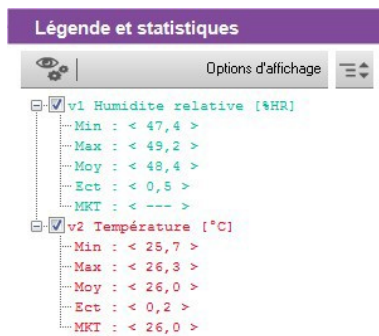 Légende et statistiques
Options d'affichage
v1 Humidite relative [%HR]
Min : < 47,4 >
Max : < 49,2 >
Moy : < 48,4 >
Ect : < 0,5 >
MKT : < --- >
v2 Température [°C]
Min : < 25,7 >
Max : < 26,3 >
Moy : < 26,0 >
Ect : < 0,2 >
MKT : < 26,0 >